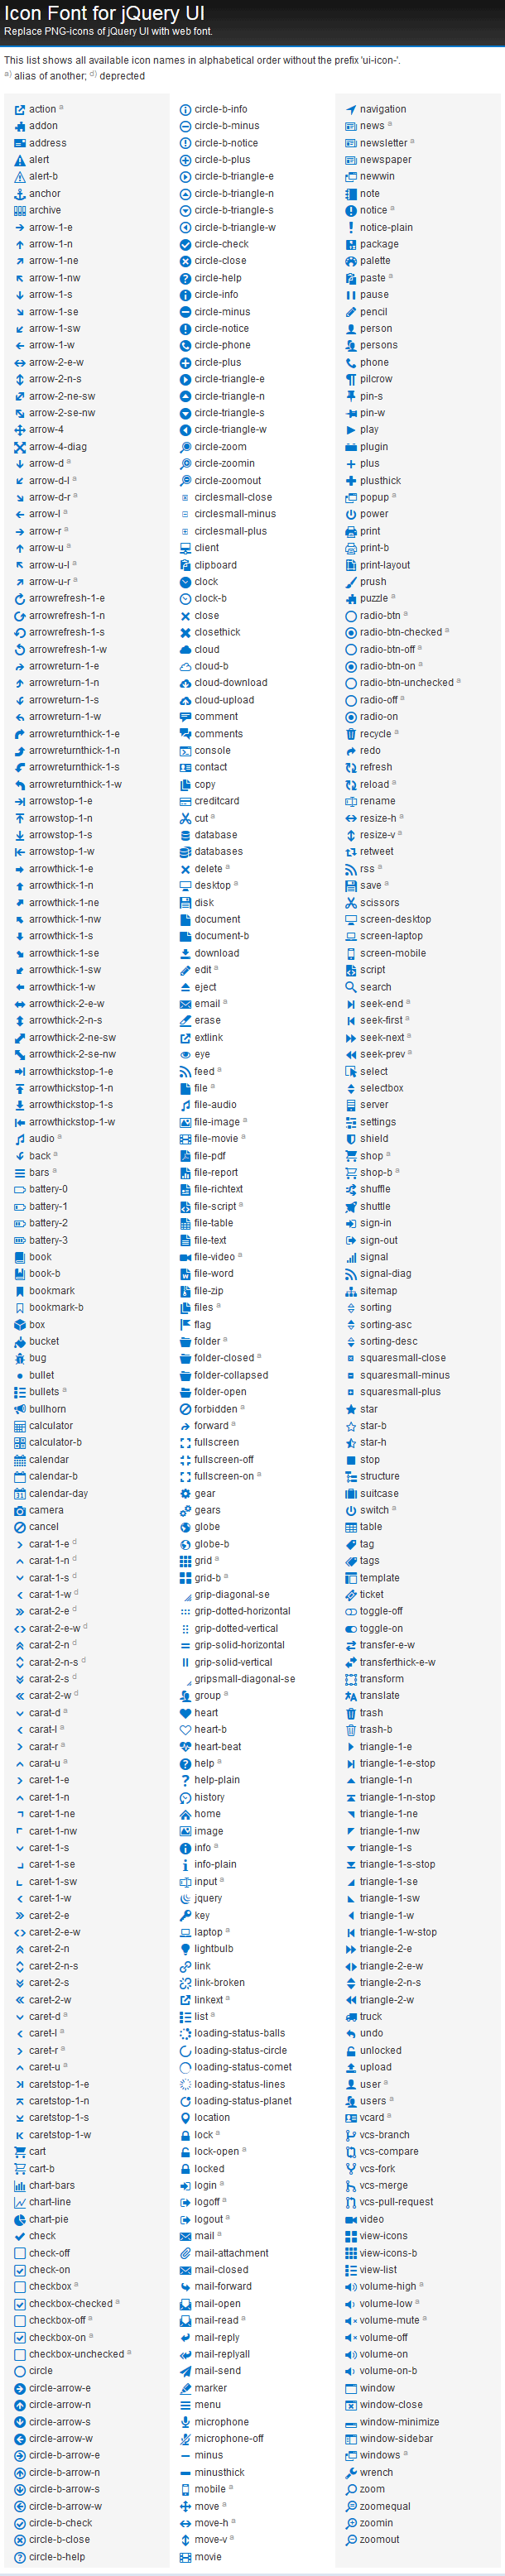 Icon Font for jQuery UI
Replace PNG-icons of jQuery UI with web font.
This list shows all available icon names in alphabetical order without the prefix 'ui-icon-'.
a) alias of another; d) deprected
action a
addon
address
alert
alert-b
anchor
archive
arrow-1-e
arrow-1-n
arrow-1-ne
arrow-1-nw
arrow-1-s
arrow-1-se
arrow-1-sw
arrow-1-w
arrow-2-e-w
arrow-2-n-s
arrow-2-ne-sw
arrow-2-se-nw
arrow-4
arrow-4-diag
arrow-d a
arrow-d-l a
arrow-d-r a
arrow-l a
arrow-r a
arrow-u a
arrow-u-l a
arrow-u-r a
arrowrefresh-1-e
arrowrefresh-1-n
arrowrefresh-1-s
arrowrefresh-1-w
arrowreturn-1-e
arrowreturn-1-n
arrowreturn-1-s
arrowreturn-1-w
arrowreturnthick-1-e
arrowreturnthick-1-n
arrowreturnthick-1-s
arrowreturnthick-1-w
arrowstop-1-e
arrowstop-1-n
arrowstop-1-s
arrowstop-1-w
arrowthick-1-e
arrowthick-1-n
arrowthick-1-ne
arrowthick-1-nw
arrowthick-1-s
arrowthick-1-se
arrowthick-1-sw
arrowthick-1-w
arrowthick-2-e-w
arrowthick-2-n-s
arrowthick-2-ne-sw
arrowthick-2-se-nw
arrowthickstop-1-e
arrowthickstop-1-n
arrowthickstop-1-s
arrowthickstop-1-w
audio a
back a
bars a
battery-0
battery-1
battery-2
battery-3
book
book-b
bookmark
bookmark-b
box
bucket
bug
bullet
bullets a
bullhorn
calculator
calculator-b
calendar
calendar-b
calendar-day
camera
cancel
carat-1-e d
carat-1-n d
carat-1-s d
carat-1-w d
carat-2-e d
carat-2-e-w d
carat-2-n d
carat-2-n-s d
carat-2-s d
carat-2-w d
carat-d a
carat-l a
carat-r a
carat-u a
caret-1-e
caret-1-n
caret-1-ne
caret-1-nw
caret-1-s
caret-1-se
caret-1-sw
caret-1-w
caret-2-e
caret-2-e-w
caret-2-n
caret-2-n-s
caret-2-s
caret-2-w
caret-d a
caret-l a
caret-r a
caret-u a
caretstop-1-e
caretstop-1-n
caretstop-1-s
caretstop-1-w
cart
cart-b
chart-bars
chart-line
chart-pie
check
check-off
check-on
checkbox a
checkbox-checked a
checkbox-off a
checkbox-on a
checkbox-unchecked a
circle
circle-arrow-e
circle-arrow-n
circle-arrow-s
circle-arrow-w
circle-b-arrow-e
circle-b-arrow-n
circle-b-arrow-s
circle-b-arrow-w
circle-b-check
circle-b-close
circle-b-help
circle-b-info
circle-b-minus
circle-b-notice
circle-b-plus
circle-b-triangle-e
circle-b-triangle-n
circle-b-triangle-s
circle-b-triangle-w
circle-check
circle-close
circle-help
circle-info
circle-minus
circle-notice
circle-phone
circle-plus
circle-triangle-e
circle-triangle-n
circle-triangle-s
circle-triangle-w
circle-zoom
circle-zoomin
circle-zoomout
circlesmall-close
circlesmall-minus
circlesmall-plus
client
clipboard
clock
clock-b
close
closethick
cloud
cloud-b
cloud-download
cloud-upload
comment
comments
console
contact
copy
creditcard
cut a
database
databases
delete a
desktop a
disk
document
document-b
download
edit a
eject
email a
erase
extlink
eye
feed a
file a
file-audio
file-image a
file-movie a
file-pdf
file-report
file-richtext
file-script a
file-table
file-text
file-video a
file-word
file-zip
files a
flag
folder a
folder-closed a
folder-collapsed
folder-open
forbidden a
forward a
fullscreen
fullscreen-off
fullscreen-on a
gear
gears
globe
globe-b
grid a
grid-b a
grip-diagonal-se
grip-dotted-horizontal
grip-dotted-vertical
grip-solid-horizontal
grip-solid-vertical
gripsmall-diagonal-se
group a
heart
heart-b
heart-beat
help a
help-plain
history
home
image
info a
info-plain
input a
jquery
key
laptop a
lightbulb
link
link-broken
linkext a
list a
loading-status-balls
loading-status-circle
loading-status-comet
loading-status-lines
loading-status-planet
location
lock a
lock-open a
locked
login a
logoff a
logout a
mail a
mail-attachment
mail-closed
mail-forward
mail-open
mail-read a
mail-reply
mail-replyall
mail-send
marker
menu
microphone
microphone-off
minus
minusthick
mobile a
move a
move-h a
move-v a
movie
navigation
news a
newsletter a
newspaper
newwin
note
notice a
notice-plain
package
palette
paste a
pause
pencil
person
persons
phone
pilcrow
pin-s
pin-w
play
plugin
plus
plusthick
popup a
power
print
print-b
print-layout
prush
puzzle a
radio-btn a
radio-btn-checked a
radio-btn-off a
radio-btn-on a
radio-btn-unchecked a
radio-off a
radio-on
recycle a
redo
refresh
reload a
rename
resize-h a
resize-v a
retweet
rss a
save a
scissors
screen-desktop
screen-laptop
screen-mobile
script
search
seek-end a
seek-first a
seek-next a
seek-prev a
select
selectbox
server
settings
shield
shop a
shop-b a
shuffle
shuttle
sign-in
sign-out
signal
signal-diag
sitemap
sorting
sorting-asc
sorting-desc
squaresmall-close
squaresmall-minus
squaresmall-plus
star
star-b
star-h
stop
structure
suitcase
switch a
table
tag
tags
template
ticket
toggle-off
toggle-on
transfer-e-w
transferthick-e-w
transform
translate
trash
trash-b
triangle-1-e
triangle-1-e-stop
triangle-1-n
triangle-1-n-stop
triangle-1-ne
triangle-1-nw
triangle-1-s
triangle-1-s-stop
triangle-1-se
triangle-1-sw
triangle-1-w
triangle-1-w-stop
triangle-2-e
triangle-2-e-w
triangle-2-n-s
triangle-2-w
truck
undo
unlocked
upload
user a
users a
vcard a
vcs-branch
vcs-compare
vcs-fork
vcs-merge
vcs-pull-request
video
view-icons
view-icons-b
view-list
volume-high a
volume-low a
volume-mute a
volume-off
volume-on
volume-on-b
window
window-close
window-minimize
window-sidebar
windows a
wrench
zoom
zoomequal
zoomin
zoomout